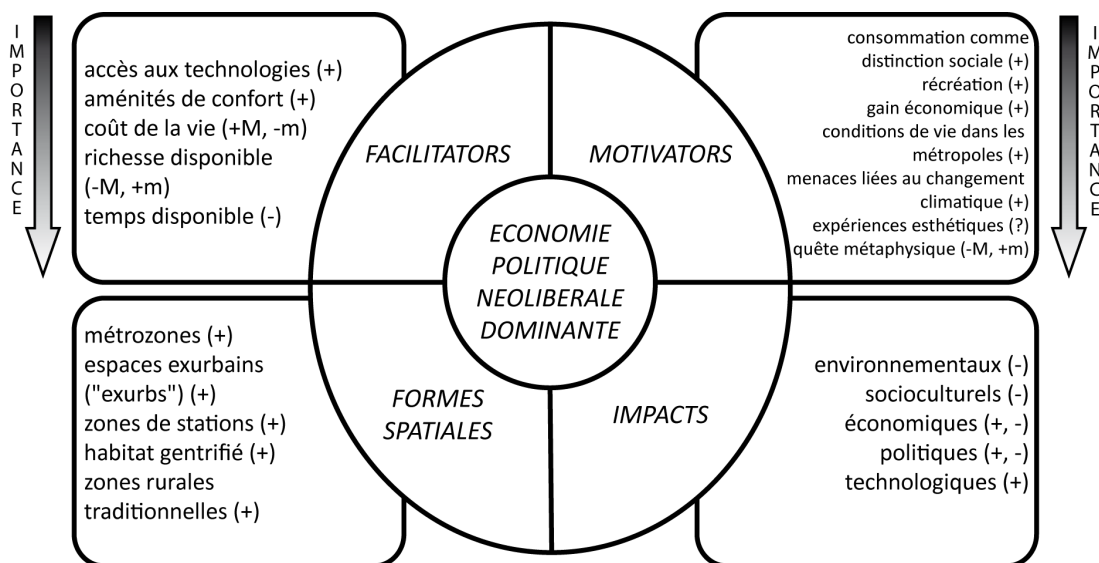 IMPORTANCE
accès aux technologies (+)
aménités de confort (+)
coût de la vie (+M, -m)
richesse disponible
(-M, +m)
temps disponible (-)
FACILITATORS
MOTIVATORS
consommation comme
distinction sociale (+)
récréation (+)
gain économique (+)
conditions de vie dans les
métropoles (+)
menaces liées au changement
climatique (+)
expériences esthétiques (?)
quête métaphysique (-M, +m)
IMPORTANCE
ECONOMIE
POLITIQUE
NEOLIBERALE
DOMINANTE
métrozones (+)
espaces exurbains
("exurbs") (+)
zones de stations (+)
habitat gentrifié (+)
zones rurales
traditionnelles (+)
FORMES
SPATIALES
IMPACTS
environnementaux (-)
socioculturels (-)
économiques (+, -)
politiques (+, -)
technologiques (+)